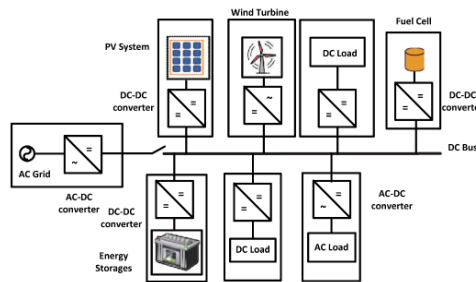 Wind Turbine
Fuel Cell
PV System
DC Load
DC-DC
converter
DC-DC
converte
DC Bus
AC Grid
AC-DC
converter
DC-DC
converter
AC-DC
converter
Energy
Storages
DC Load
AC Load